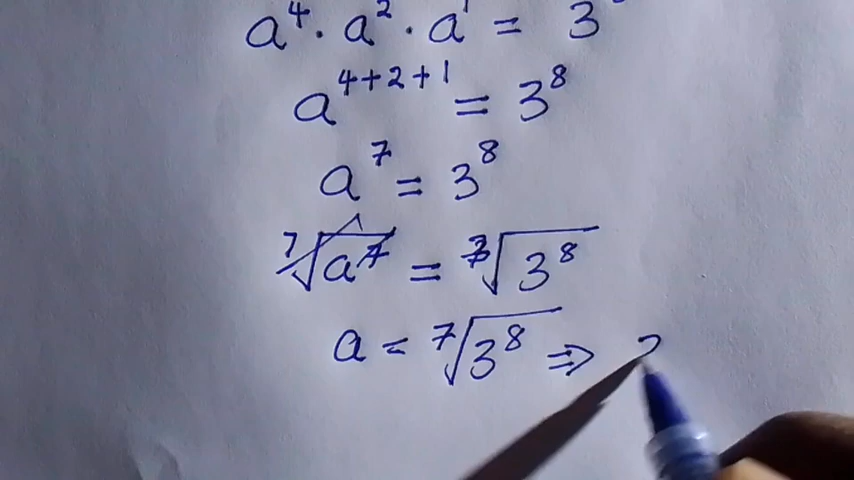 a⁴ · a² · a¹ = 3
a⁴⁺²⁺¹ = 3⁸
a⁷ = 3⁸
⁷√a⁷ = ⁷√3⁸
a = ⁷√3⁸ ⇒